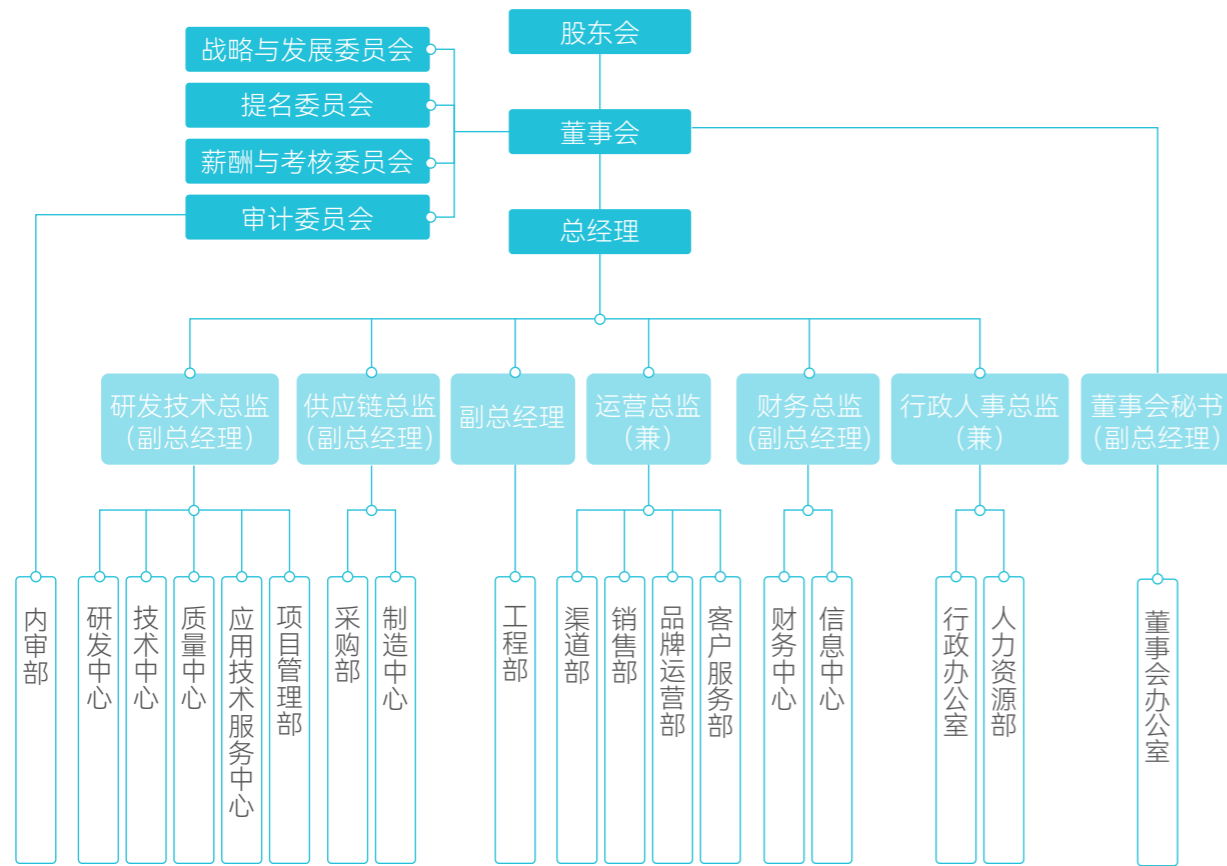 股东会
战略与发展委员会
提名委员会
董事会
薪酬与考核委员会
审计委员会
总经理
研发技术总监
（副总经理）
供应链总监
（副总经理）
副总经理
运营总监
（兼）
财务总监
(副总经理)
行政人事总监
（兼）
董事会秘书
(副总经理)
内审部
研发中心
技术中心
质量中心
应用技术服务中心
项目管理部
采购部
制造中心
工程部
渠道部
销售部
品牌运营部
客户服务部
财务中心
信息中心
行政办公室
人力资源部
董事会办公室